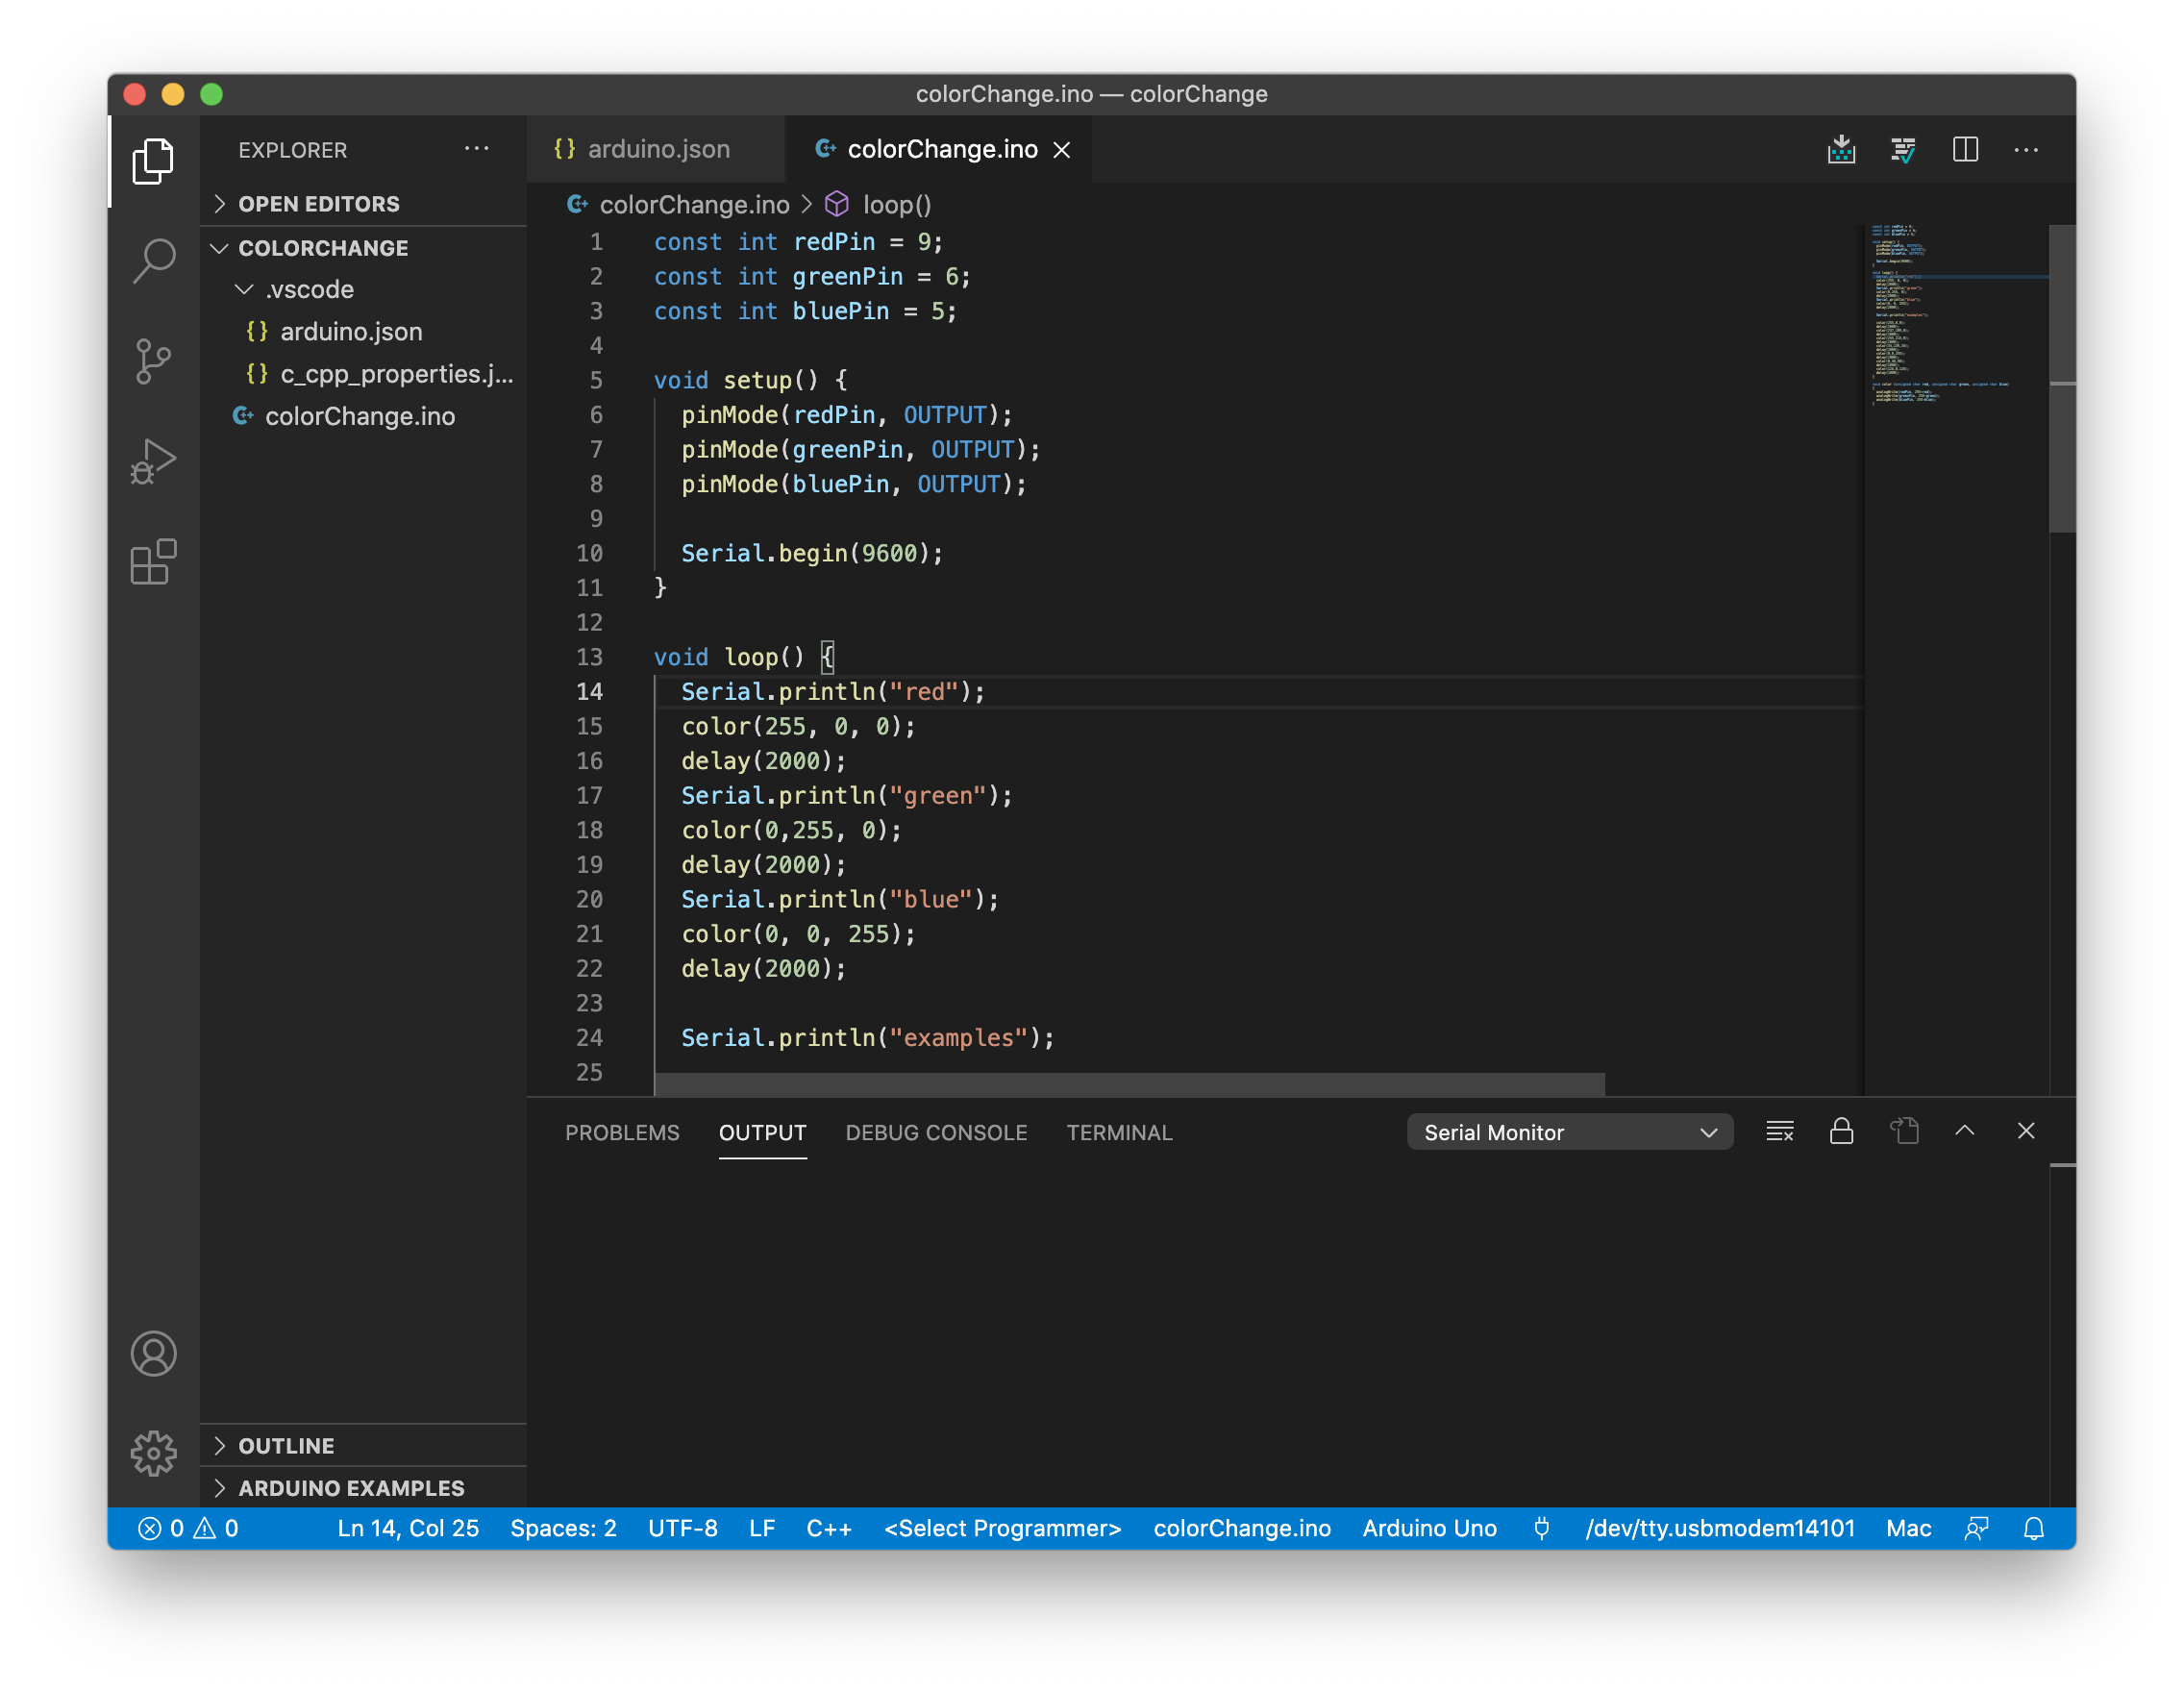 colorChange.ino — colorChange
EXPLORER
OPEN EDITORS
COLORCHANGE
.vscode
{} arduino.json
{} c_cpp_properties.j...
colorChange.ino
OUTLINE
ARDUINO EXAMPLES
{} arduino.json
colorChange.ino
colorChange.ino > loop()
1 const int redPin = 9;
2 const int greenPin = 6;
3 const int bluePin = 5;
4
5 void setup() {
6 pinMode(redPin, OUTPUT);
7 pinMode(greenPin, OUTPUT);
8 pinMode(bluePin, OUTPUT);
9
10 Serial.begin(9600);
11 }
12
13 void loop() {
14 Serial.println("red");
15 color(255, 0, 0);
16 delay(2000);
17 Serial.println("green");
18 color(0,255, 0);
19 delay(2000);
20 Serial.println("blue");
21 color(0, 0, 255);
22 delay(2000);
23
24 Serial.println("examples");
25
PROBLEMS OUTPUT DEBUG CONSOLE TERMINAL Serial Monitor
0 0 Ln 14, Col 25 Spaces: 2 UTF-8 LF C++ <Select Programmer> colorChange.ino Arduino Uno /dev/tty.usbmodem14101 Mac